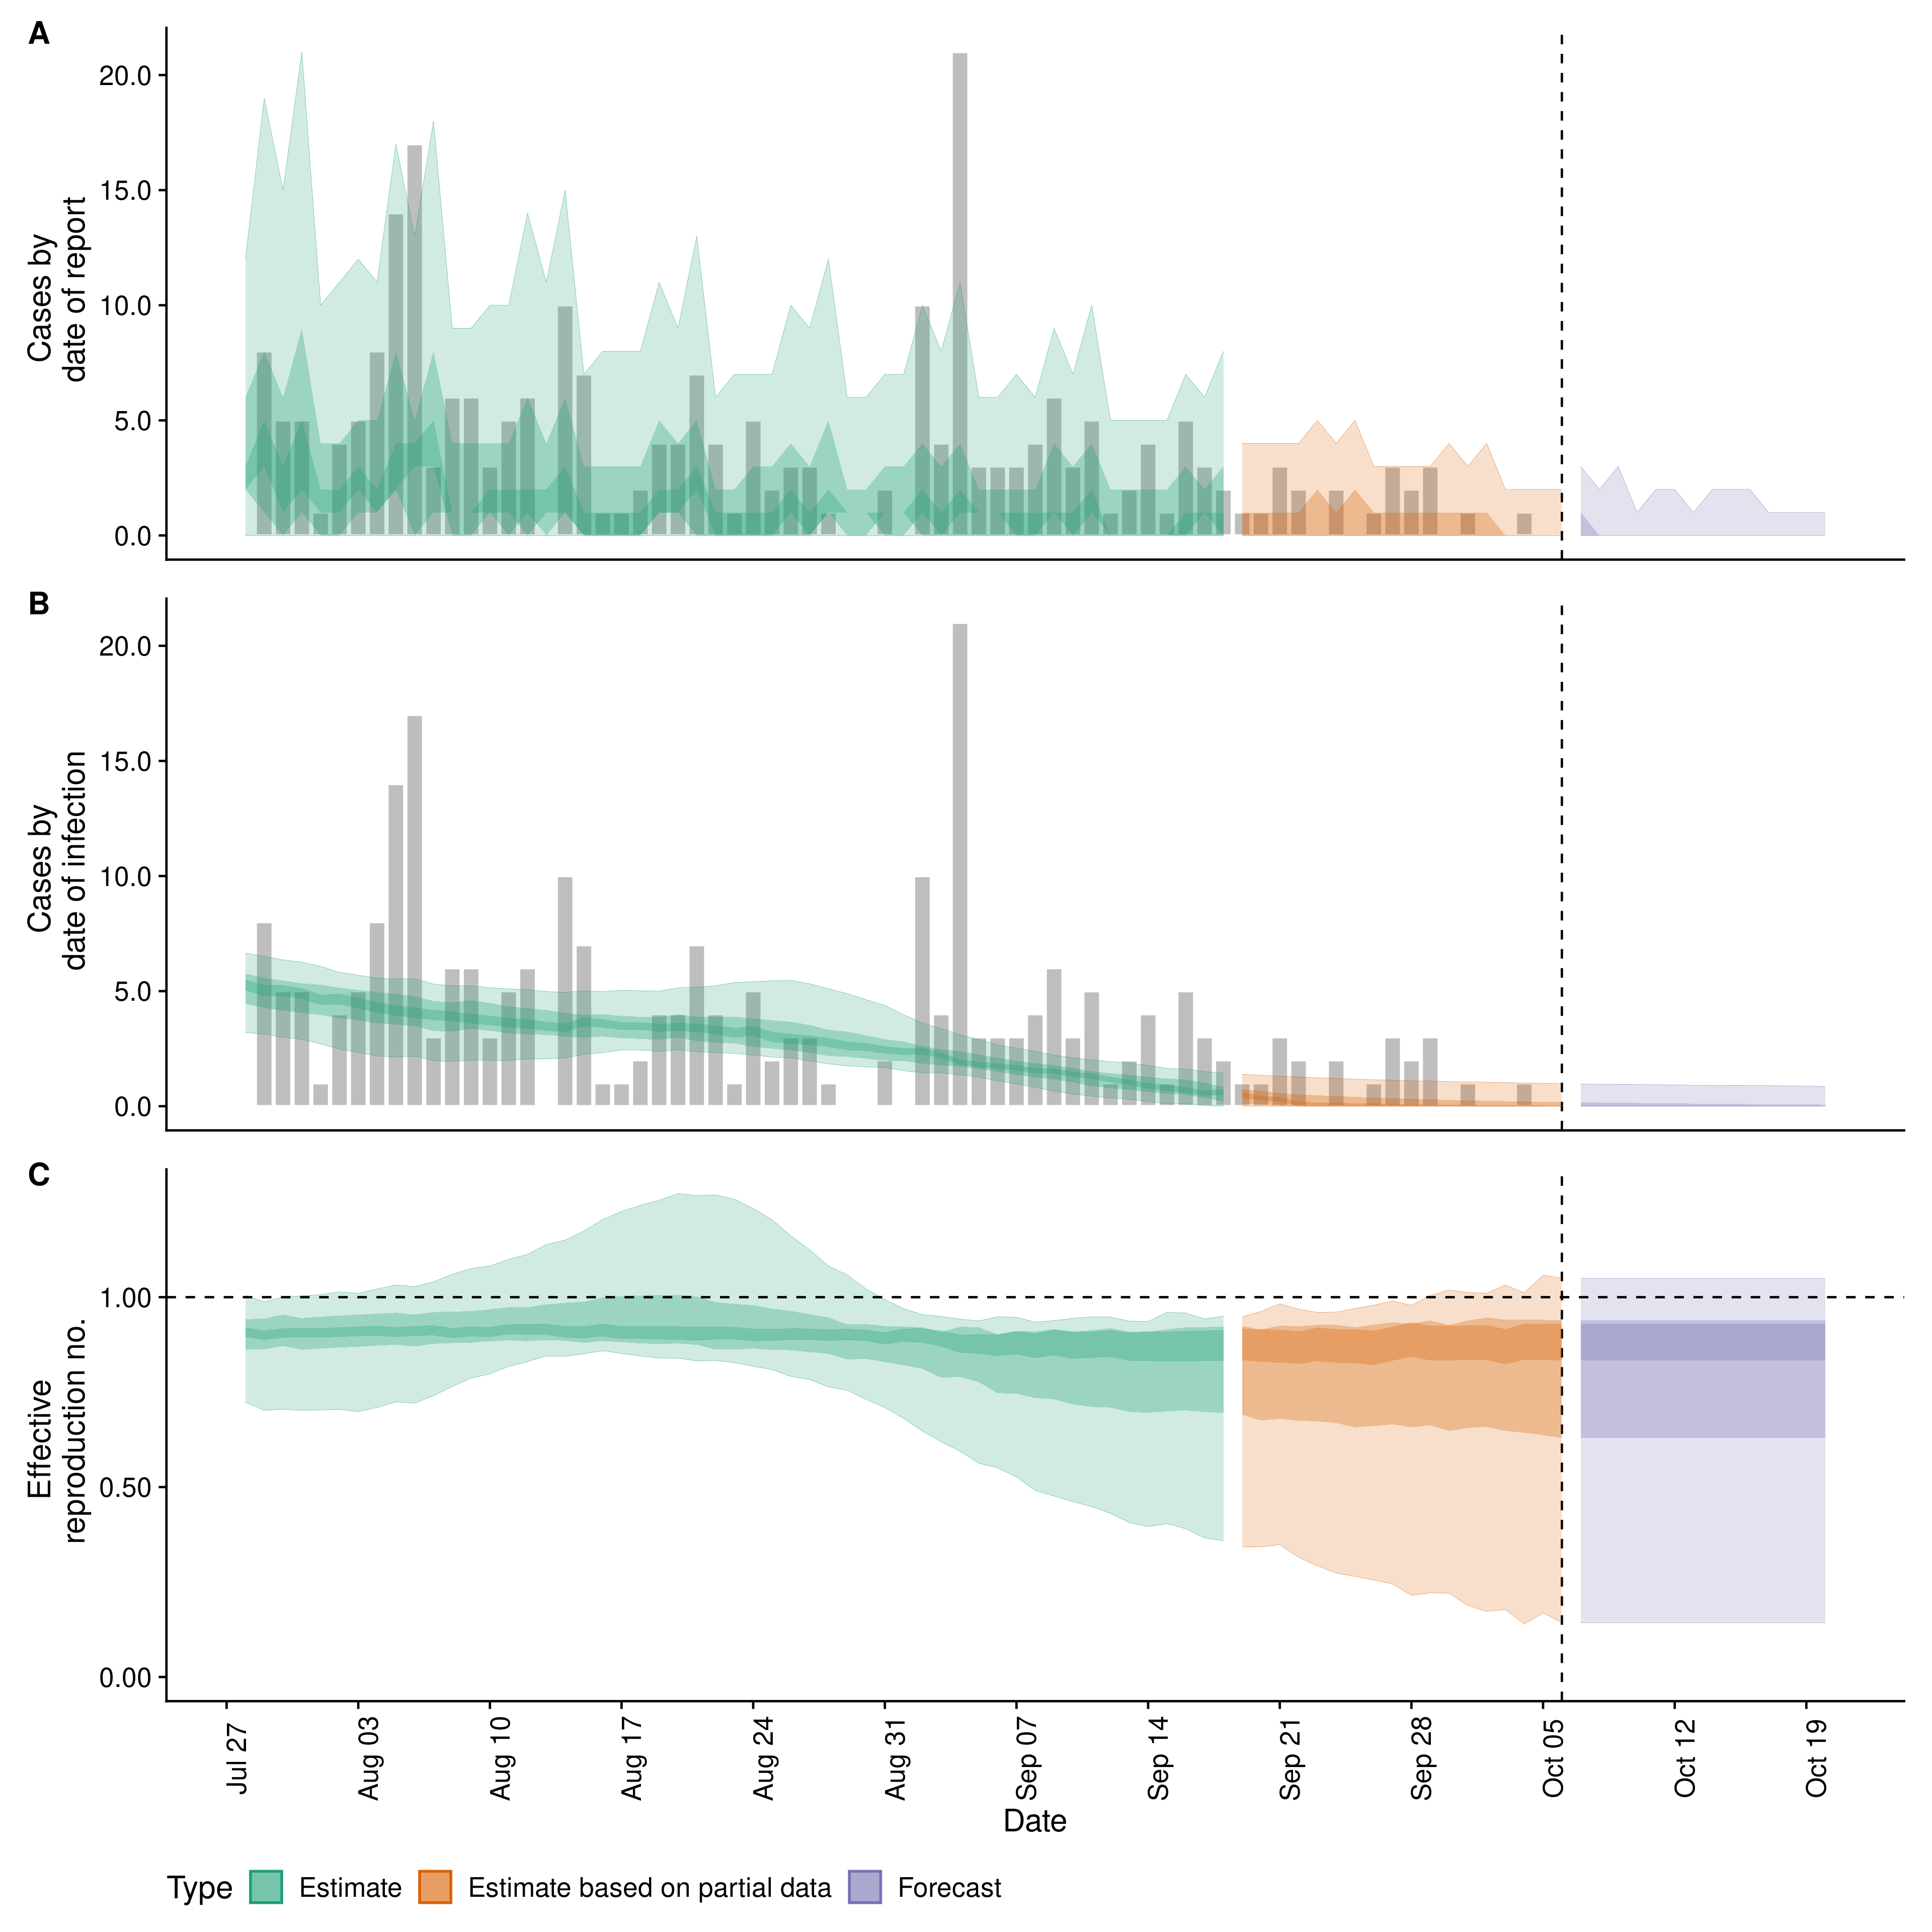 A
20.0
15.0
10.0
5.0
0.0
Cases by
date of report
B
20.0
15.0
10.0
5.0
0.0
Cases by
date of infection
C
1.00
0.50
0.00
Effective
reproduction no.
Jul 27
Aug 03
Aug 10
Aug 17
Aug 24
Aug 31
Sep 07
Sep 14
Sep 21
Sep 28
Oct 05
Oct 12
Oct 19
Date
Type Estimate Estimate based on partial data Forecast